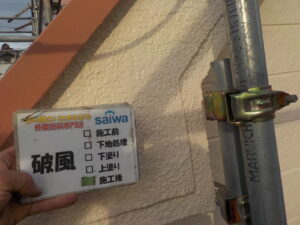 外壁塗装専門店
saiwa
破風
□ 施工前
□ 下地処理
□ 下塗り
□ 上塗り
施工後
MARUICHI